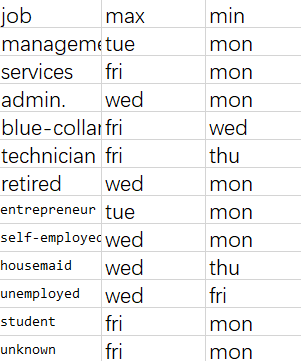 job max min
manageme tue mon
services fri mon
admin. wed mon
blue-collar fri wed
technician fri thu
retired wed mon
entrepreneur tue mon
self-employed wed mon
housemaid wed thu
unemployed wed fri
student fri mon
unknown fri mon